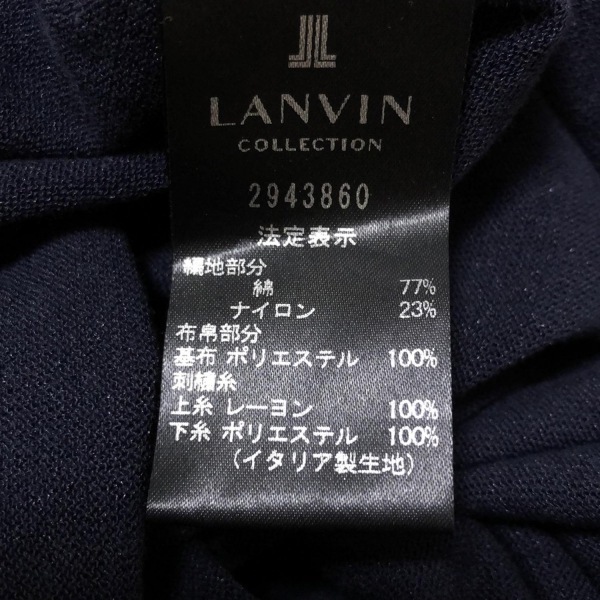 LANVIN
COLLECTION
2943860
法定表示
編地部分
綿 77%
ナイロン 23%
布帛部分
基布 ポリエステル 100%
刺繍糸
上糸 レーヨン 100%
下糸 ポリエステル 100%
(イタリア製生地)